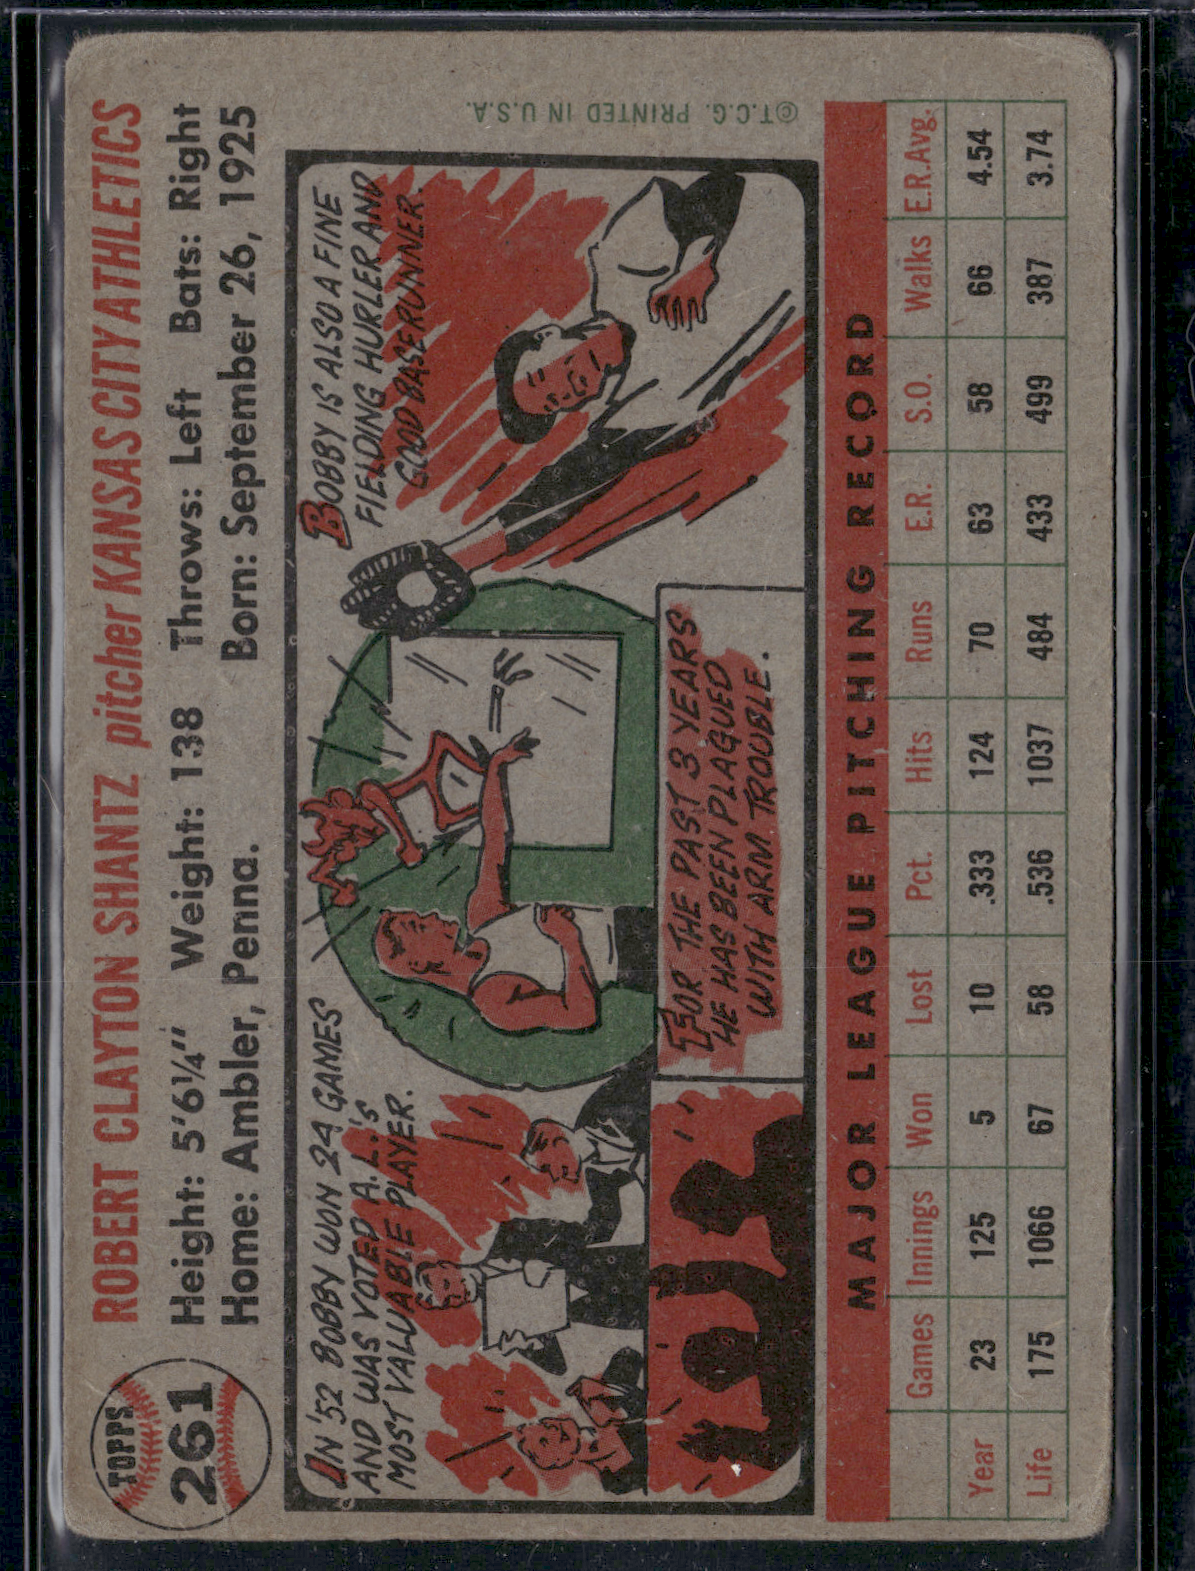 TOPPS
261
ROBERT CLAYTON SHANTZ pitcher KANSAS CITY ATHLETICS
Height: 5'6¼" Weight: 138 Throws: Left Bats: Right
Home: Ambler, Penna. Born: September 26, 1925
IN '52 BOBBY WON 24 GAMES
AND WAS VOTED A.L.'S
MOST VALUABLE PLAYER.
FOR THE PAST 3 YEARS
HE HAS BEEN PLAGUED
WITH ARM TROUBLE.
BOBBY IS ALSO A FINE
FIELDING HURLER AND
GOOD BASERUNNER.
©T.C.G. PRINTED IN U.S.A.
MAJOR LEAGUE PITCHING RECORD
Games Innings Won Lost Pct. Hits Runs E.R. S.O. Walks E.R.Avg.
Year 23 125 5 10 .333 124 70 63 58 66 4.54
Life 175 1066 67 58 .536 1037 484 433 499 387 3.74